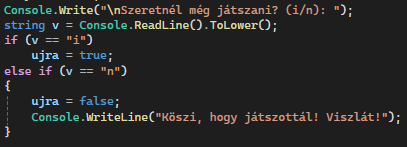 Console.Write("\nSzeretnél még játszani? (i/n): ");
string v = Console.ReadLine().ToLower();
if (v == "i")
    ujra = true;
else if (v == "n")
{
    ujra = false;
    Console.WriteLine("Köszi, hogy játszottál! Viszlát!");
}